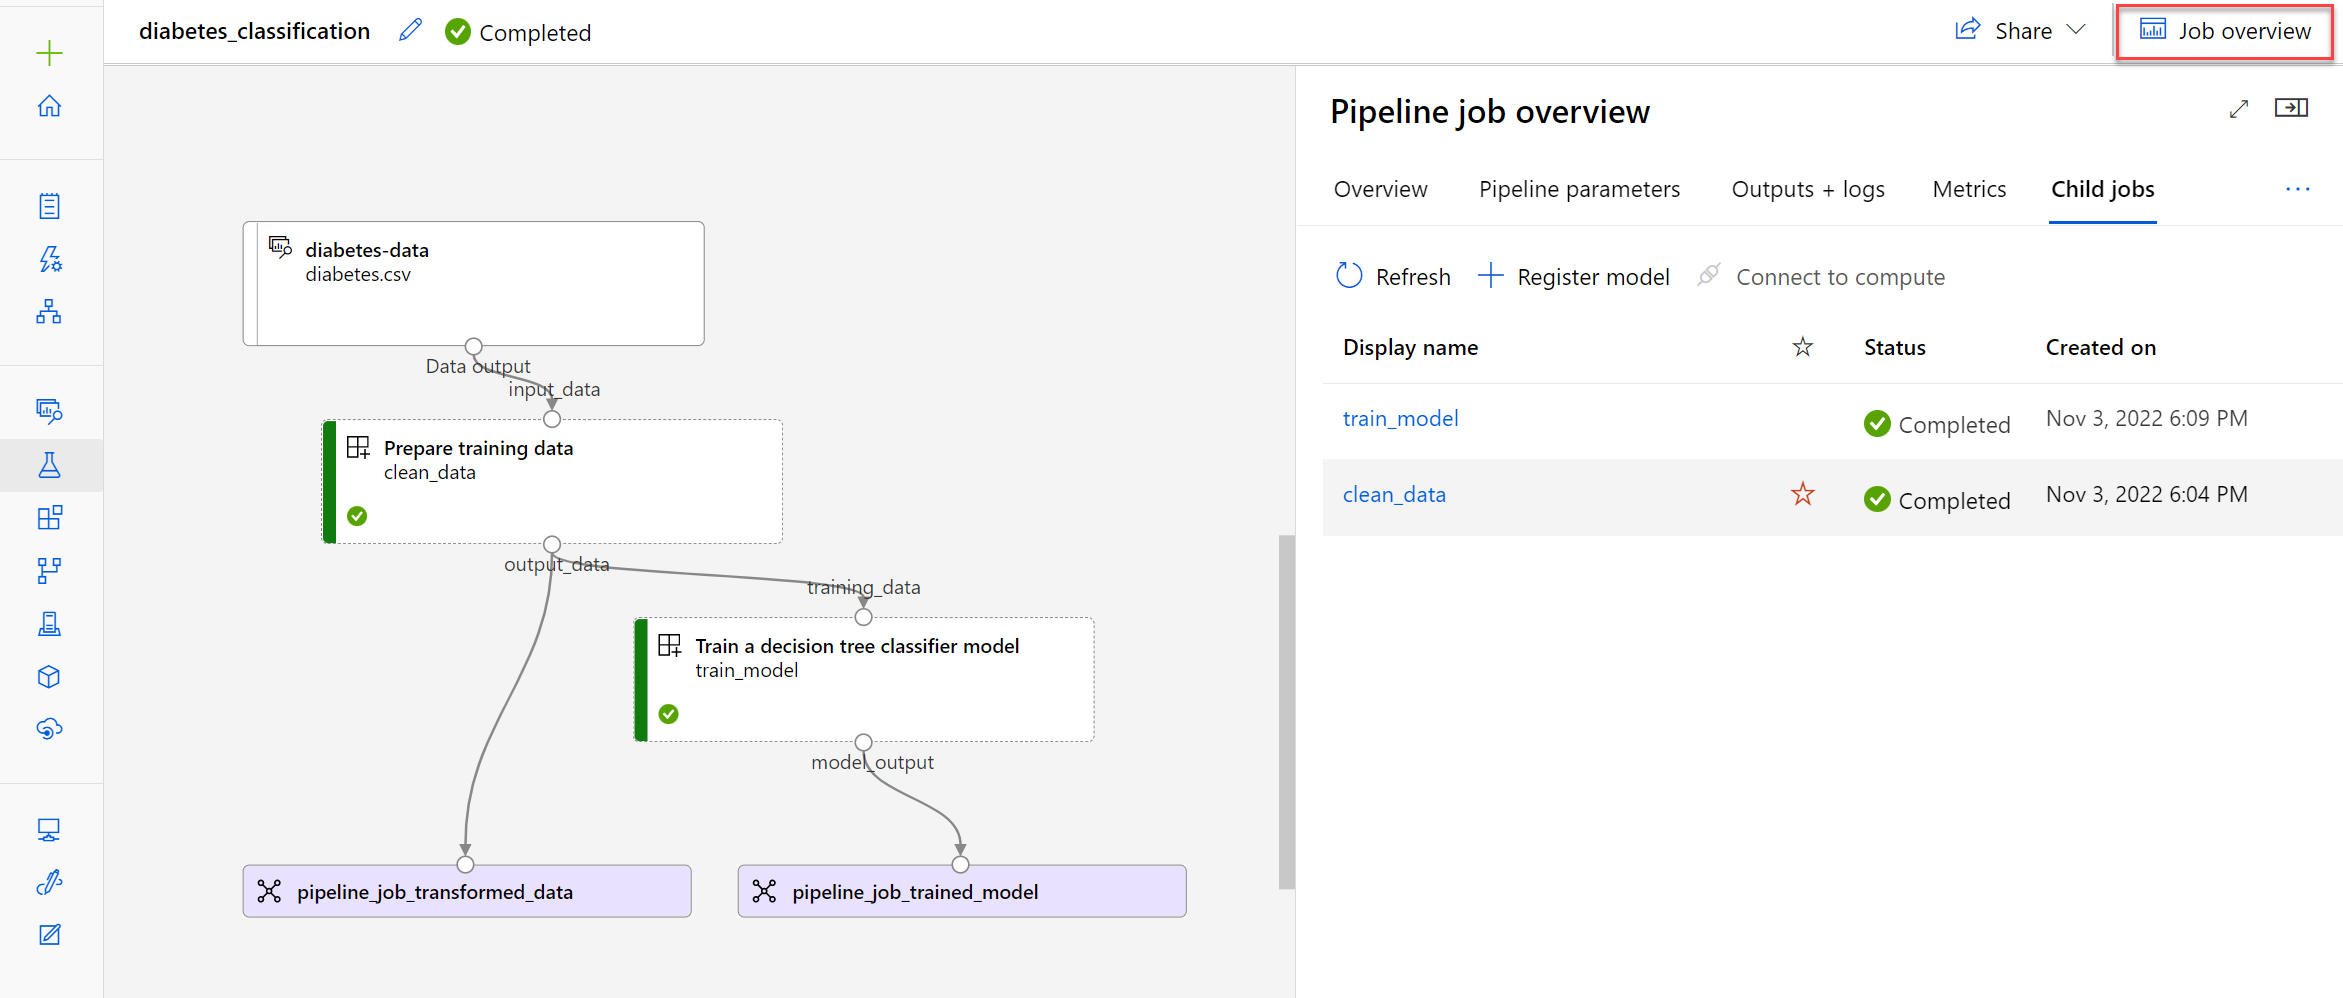 diabetes_classification
Completed
Share
Job overview
diabetes-data
diabetes.csv
Data output
input_data
Prepare training data
clean_data
output_data
training_data
Train a decision tree classifier model
train_model
model_output
pipeline_job_transformed_data
pipeline_job_trained_model
Pipeline job overview
Overview Pipeline parameters Outputs + logs Metrics Child jobs
Refresh Register model Connect to compute
Display name Status Created on
train_model Completed Nov 3, 2022 6:09 PM
clean_data Completed Nov 3, 2022 6:04 PM